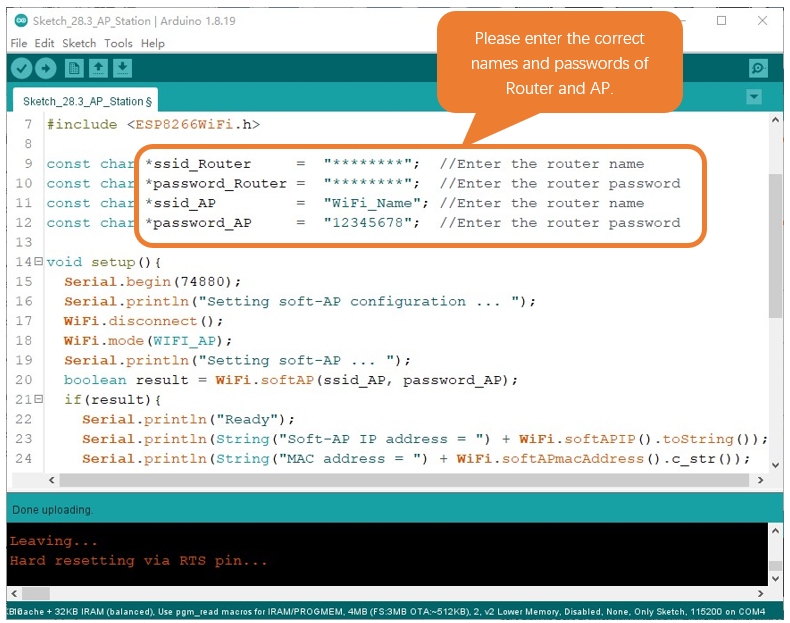 Sketch_28.3_AP_Station | Arduino 1.8.19
File Edit Sketch Tools Help
Please enter the correct
names and passwords of
Router and AP.
Sketch_28.3_AP_Station §
7 #include <ESP8266WiFi.h>
8
9 const char *ssid_Router     =  "********";  //Enter the router name
10 const char *password_Router =  "********";  //Enter the router password
11 const char *ssid_AP         =  "WiFi_Name"; //Enter the router name
12 const char *password_AP     =  "12345678";  //Enter the router password
13
14 void setup(){
15   Serial.begin(74880);
16   Serial.println("Setting soft-AP configuration ... ");
17   WiFi.disconnect();
18   WiFi.mode(WIFI_AP);
19   Serial.println("Setting soft-AP ... ");
20   boolean result = WiFi.softAP(ssid_AP, password_AP);
21   if(result){
22     Serial.println("Ready");
23     Serial.println(String("Soft-AP IP address = ") + WiFi.softAPIP().toString());
24     Serial.println(String("MAC address = ") + WiFi.softAPmacAddress().c_str());
Done uploading.
Leaving...
Hard resetting via RTS pin...
ache + 32KB IRAM (balanced), Use pgm_read macros for IRAM/PROGMEM, 4MB (FS:3MB OTA:~512KB), 2, v2 Lower Memory, Disabled, None, Only Sketch, 115200 on COM4